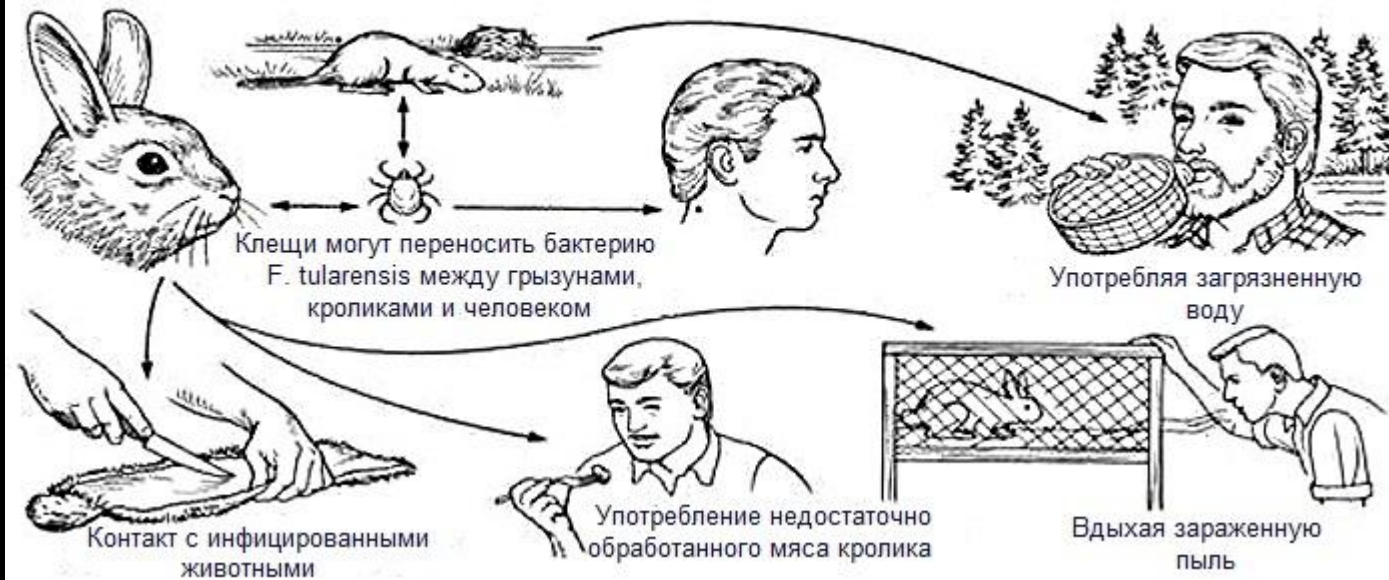 Клещи могут переносить бактерию
F. tularensis между грызунами,
кроликами и человеком
Употребляя загрязненную
воду
Контакт с инфицированными
животными
Употребление недостаточно
обработанного мяса кролика
Вдыхая зараженную
пыль